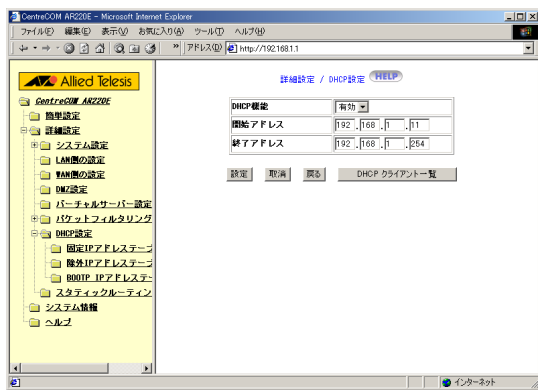 CentreCOM AR220E - Microsoft Internet Explorer
ファイル(F) 編集(E) 表示(V) お気に入り(A) ツール(T) ヘルプ(H)
アドレス(D) http://192.168.1.1
Allied Telesis
CentreCOM AR220E
簡単設定
詳細設定
システム設定
LAN側の設定
WAN側の設定
DMZ設定
バーチャルサーバー設定
パケットフィルタリング
DHCP設定
固定IPアドレステーブ
除外IPアドレステーブ
BOOTP IPアドレステー
スタティックルーティン
システム情報
ヘルプ
詳細設定 / DHCP設定 HELP
DHCP機能 有効
開始アドレス 192 . 168 . 1 . 11
終了アドレス 192 . 168 . 1 . 254
設定 取消 戻る DHCP クライアント一覧
インターネット